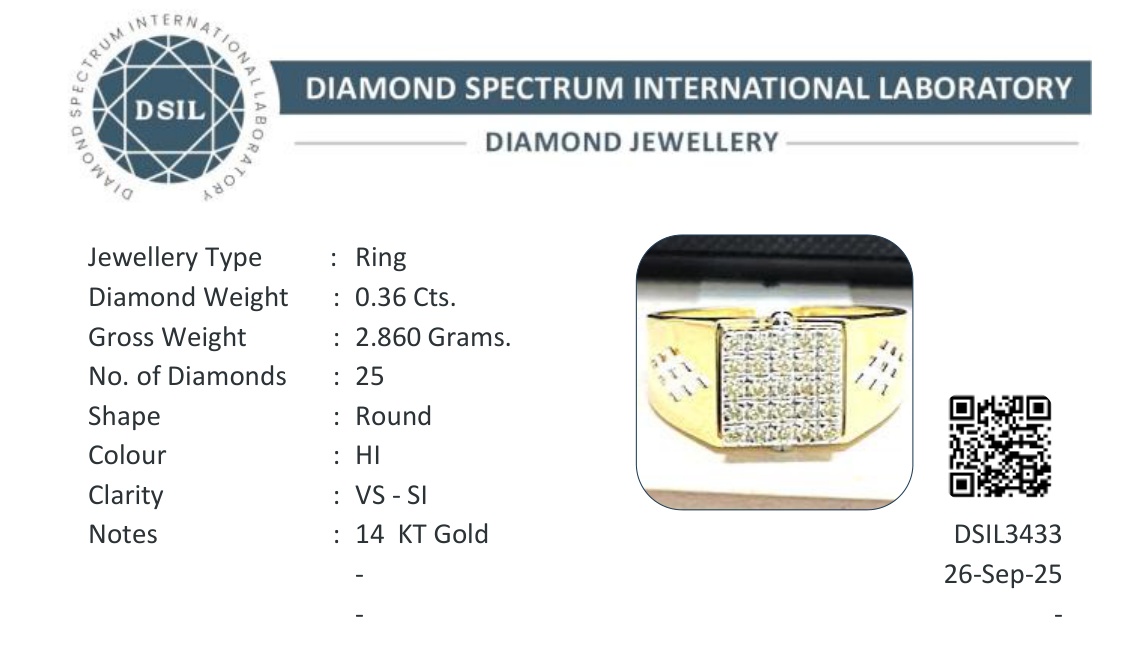 DIAMOND SPECTRUM INTERNATIONAL LABORATORY
DSIL
DIAMOND SPECTRUM INTERNATIONAL LABORATORY
DIAMOND JEWELLERY
Jewellery Type : Ring
Diamond Weight : 0.36 Cts.
Gross Weight : 2.860 Grams.
No. of Diamonds : 25
Shape : Round
Colour : HI
Clarity : VS - SI
Notes : 14 KT Gold
-
-
DSIL3433
26-Sep-25
-